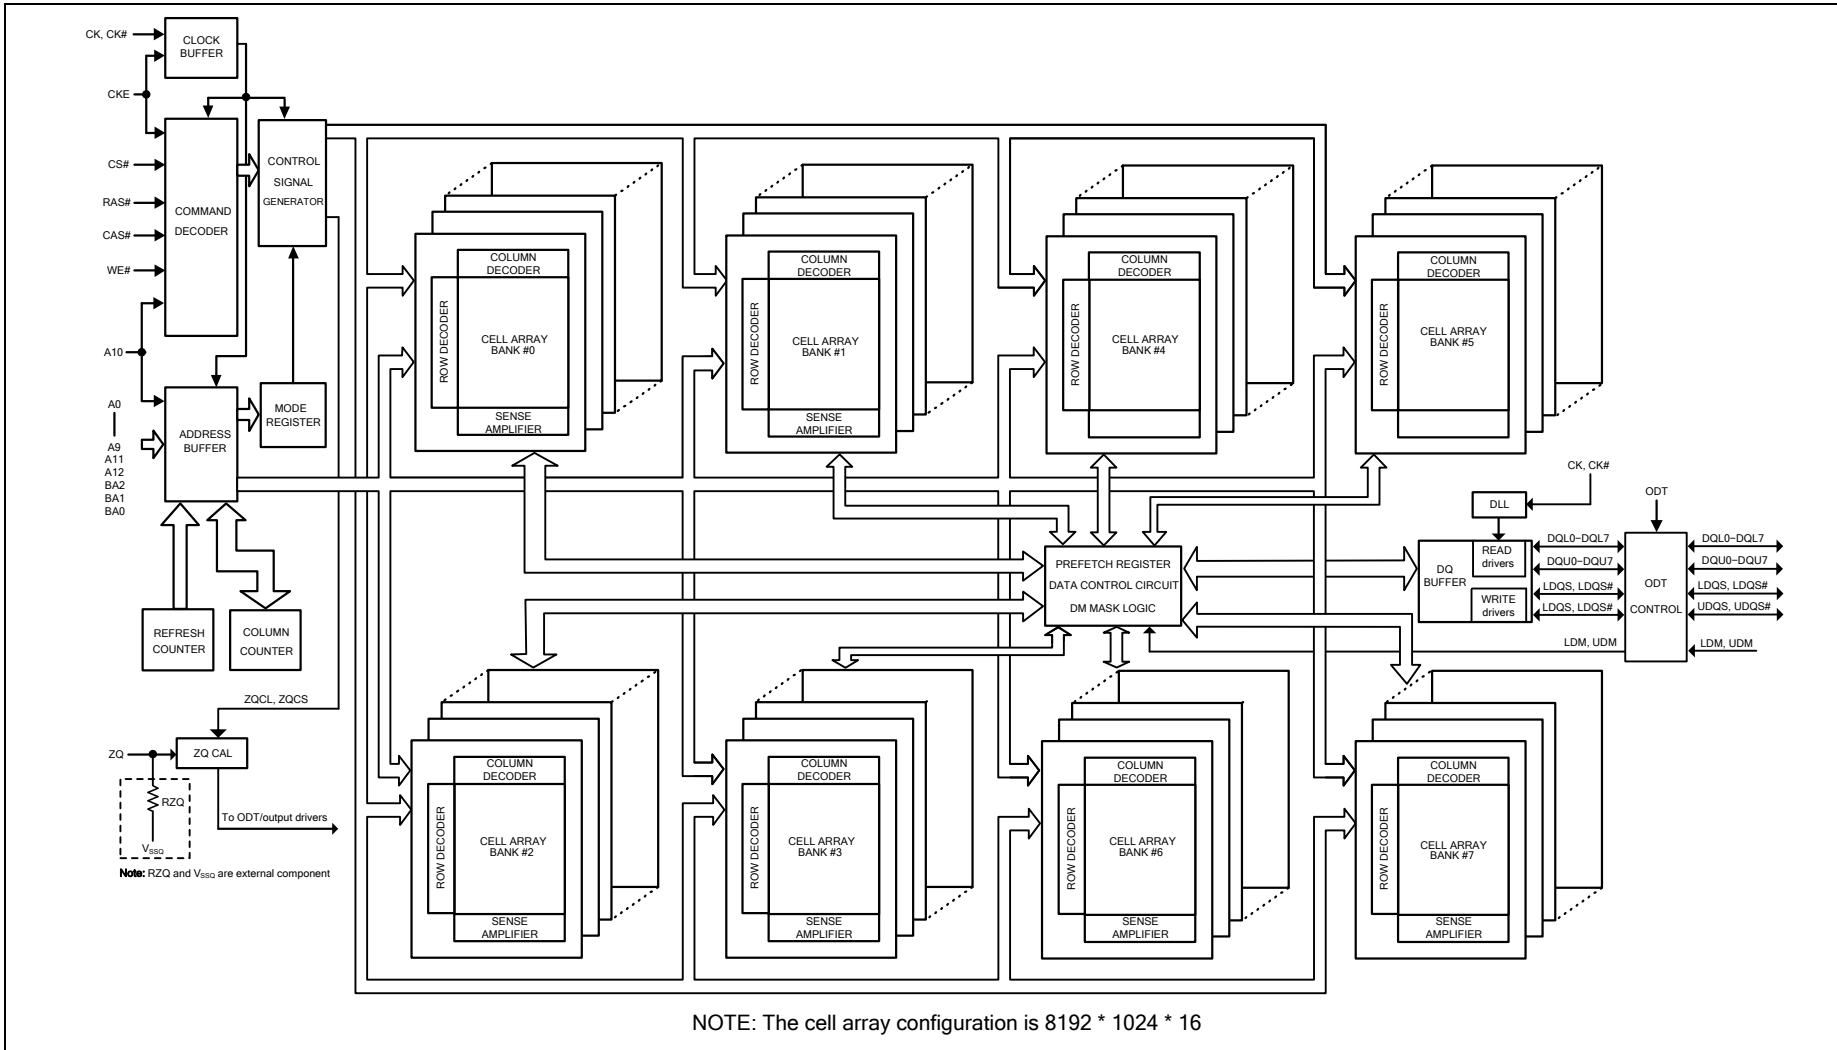 CK, CK#
CLOCK
BUFFER
CKE
CS#
RAS#
CAS#
WE#
COMMAND
DECODER
CONTROL
SIGNAL
GENERATOR
A10
A0
A9
A11
A12
BA2
BA1
BA0
ADDRESS
BUFFER
MODE
REGISTER
REFRESH
COUNTER
COLUMN
COUNTER
ZQCL, ZQCS
ZQ
ZQ CAL
RZQ
VSSQ
To ODT/output drivers
Note: RZQ and VSSQ are external component
COLUMN
DECODER
ROW DECODER
CELL ARRAY
BANK #0
SENSE
AMPLIFIER
COLUMN
DECODER
ROW DECODER
CELL ARRAY
BANK #1
SENSE
AMPLIFIER
COLUMN
DECODER
ROW DECODER
CELL ARRAY
BANK #4
COLUMN
DECODER
ROW DECODER
CELL ARRAY
BANK #5
PREFETCH REGISTER
DATA CONTROL CIRCUIT
DM MASK LOGIC
CK, CK#
DLL
ODT
DQ
BUFFER
READ
drivers
WRITE
drivers
DQL0−DQL7
DQU0−DQU7
LDQS, LDQS#
LDQS, LDQS#
LDM, UDM
ODT
CONTROL
DQL0−DQL7
DQU0−DQU7
LDQS, LDQS#
UDQS, UDQS#
LDM, UDM
COLUMN
DECODER
ROW DECODER
CELL ARRAY
BANK #2
SENSE
AMPLIFIER
COLUMN
DECODER
ROW DECODER
CELL ARRAY
BANK #3
SENSE
AMPLIFIER
COLUMN
DECODER
ROW DECODER
CELL ARRAY
BANK #6
SENSE
AMPLIFIER
COLUMN
DECODER
ROW DECODER
CELL ARRAY
BANK #7
SENSE
AMPLIFIER
NOTE: The cell array configuration is 8192 * 1024 * 16